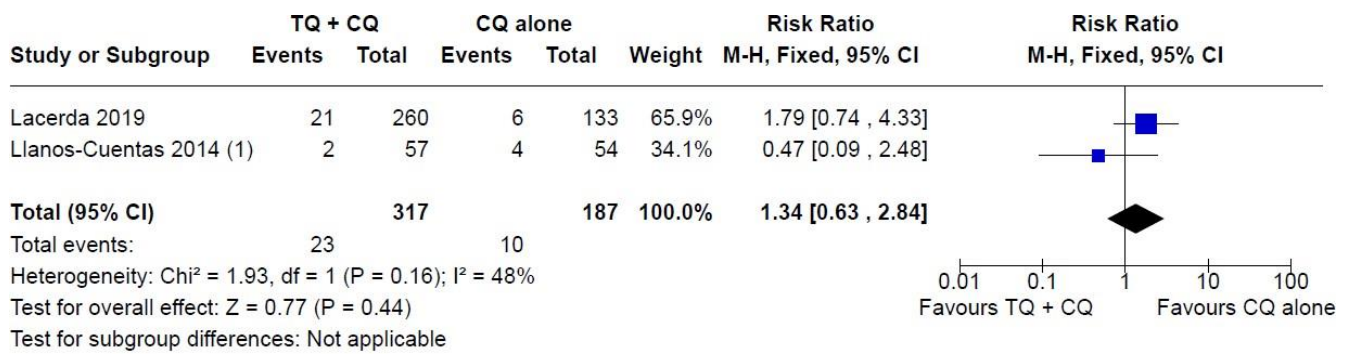 TQ + CQ CQ alone Risk Ratio Risk Ratio
Study or Subgroup Events Total Events Total Weight M-H, Fixed, 95% CI M-H, Fixed, 95% CI
Lacerda 2019 21 260 6 133 65.9% 1.79 [0.74 , 4.33]
Llanos-Cuentas 2014 (1) 2 57 4 54 34.1% 0.47 [0.09 , 2.48]
Total (95% CI) 317 187 100.0% 1.34 [0.63 , 2.84]
Total events: 23 10
Heterogeneity: Chi² = 1.93, df = 1 (P = 0.16); I² = 48%
0.01 0.1 1 10 100
Test for overall effect: Z = 0.77 (P = 0.44)
Favours TQ + CQ Favours CQ alone
Test for subgroup differences: Not applicable